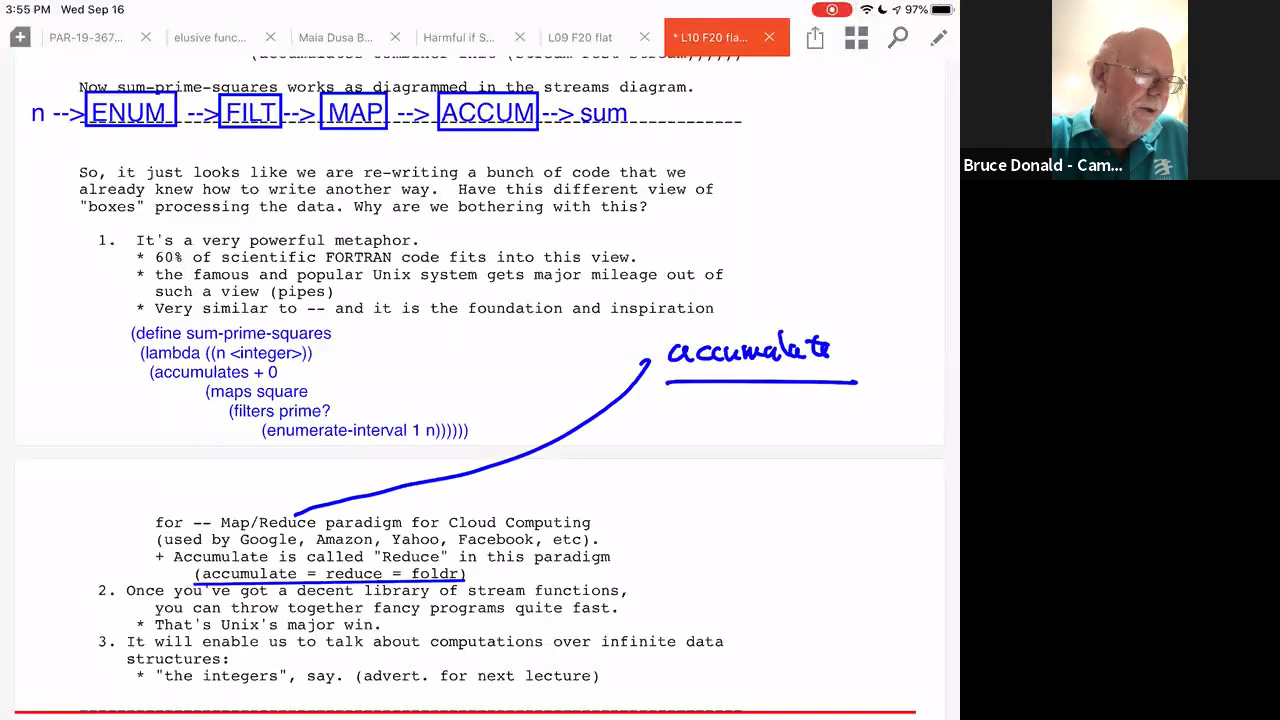 3:55 PM Wed Sep 16
97%
PAR-19-367...
elusive func...
Maia Dusa B...
Harmful if S...
L09 F20 flat
* L10 F20 fla...
Now sum-prime-squares works as diagrammed in the streams diagram.
n --> ENUM --> FILT --> MAP --> ACCUM --> sum
So, it just looks like we are re-writing a bunch of code that we
already knew how to write another way. Have this different view of
"boxes" processing the data. Why are we bothering with this?
1. It's a very powerful metaphor.
* 60% of scientific FORTRAN code fits into this view.
* the famous and popular Unix system gets major mileage out of
such a view (pipes)
* Very similar to -- and it is the foundation and inspiration
(define sum-prime-squares
(lambda ((n <integer>))
(accumulates + 0
(maps square
(filters prime?
(enumerate-interval 1 n))))))
accumalate
for -- Map/Reduce paradigm for Cloud Computing
(used by Google, Amazon, Yahoo, Facebook, etc).
+ Accumulate is called "Reduce" in this paradigm
(accumulate = reduce = foldr)
2. Once you've got a decent library of stream functions,
you can throw together fancy programs quite fast.
* That's Unix's major win.
3. It will enable us to talk about computations over infinite data
structures:
* "the integers", say. (advert. for next lecture)
Bruce Donald - Cam...